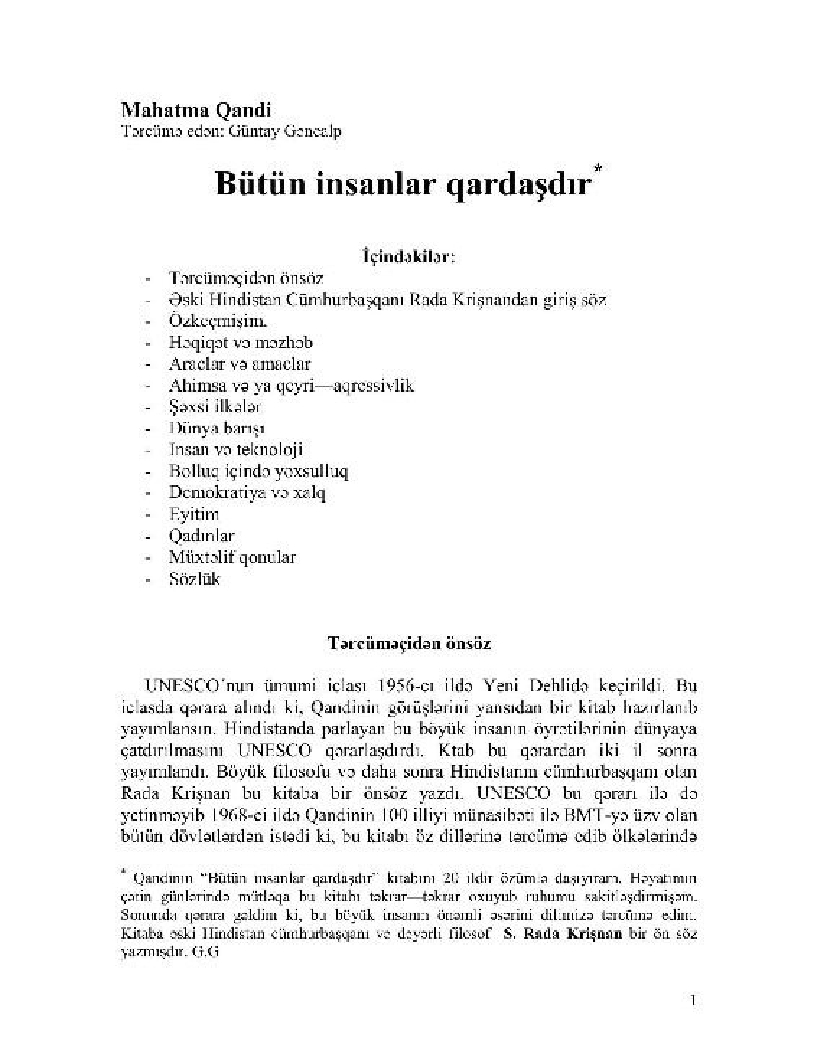 Mahatma Qandi
Tərcümə edən: Güntay Gəncalp
Bütün insanlar qardaşdır*
İçindəkilər:
- Tərcüməçidən önsöz
- Əski Hindistan Cümhurbaşqanı Rada Krişnandan giriş söz
- Özkeçmişim.
- Həqiqət və məzhəb
- Araclar və amaclar
- Ahimsa və ya qeyri—aqressivlik
- Şəxsi ilkələr
- Dünya barışı
- Insan və teknoloji
- Bolluq içində yoxsulluq
- Demokratiya və xalq
- Eyitim
- Qadınlar
- Müxtəlif qonular
- Sözlük
Tərcüməçidən önsöz
UNESCO´nun ümumi iclası 1956-cı ildə Yeni Dehlidə keçirildi. Bu
iclasda qərara alındı ki, Qandinin görüşlərini yansıdan bir kitab hazırlanıb
yayımlansın. Hindistanda parlayan bu böyük insanın öyrətilərinin dünyaya
çatdırılmasını UNESCO qərarlaşdırdı. Ktab bu qərardan iki il sonra
yayımlandı. Böyük filosofu və daha sonra Hindistanın cümhurbaşqanı olan
Rada Krişnan bu kitaba bir önsöz yazdı. UNESCO bu qərarı ilə də
yetinməyib 1968-ci ildə Qandinin 100 illiyi münasibəti ilə BMT-yə üzv olan
bütün dövlətlərdən istədi ki, bu kitabı öz dillərinə tərcümə edib ölkələrində
* Qandinin “Bütün insanlar qardaşdır” kitabını 20 ildir özümlə daşıyıram. Həyatımın
çətin günlərində mütləqa bu kitabı təkrar—təkrar oxuyub ruhumu sakitləşdirmişəm.
Sonunda qərara gəldim ki, bu böyük insanın önəmli əsərini dilimizə tərcümə edim.
Kitaba əski Hindistan cümhurbaşqanı ve deyərli filosof S. Rada Krişnan bir ön söz
yazmışdır. G.G
1